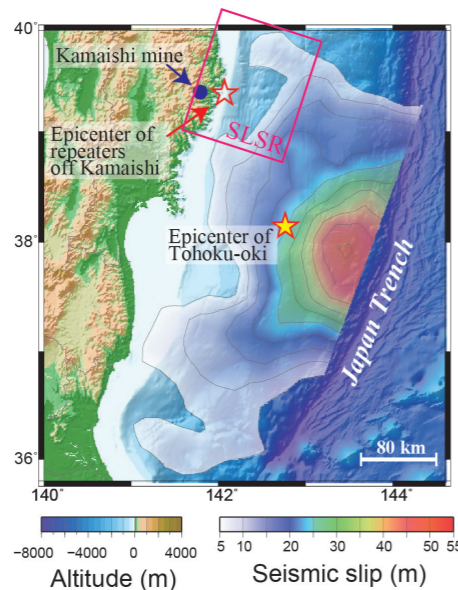 40°
Kamaishi mine
SLSR
Epicenter of
repeaters
off Kamaishi
Epicenter of
Tohoku-oki
38°
Japan Trench
80 km
36°
140°
142°
144°
−8000
−4000
0
4000
5
10
20
30
40
50
55
Altitude (m)
Seismic slip (m)